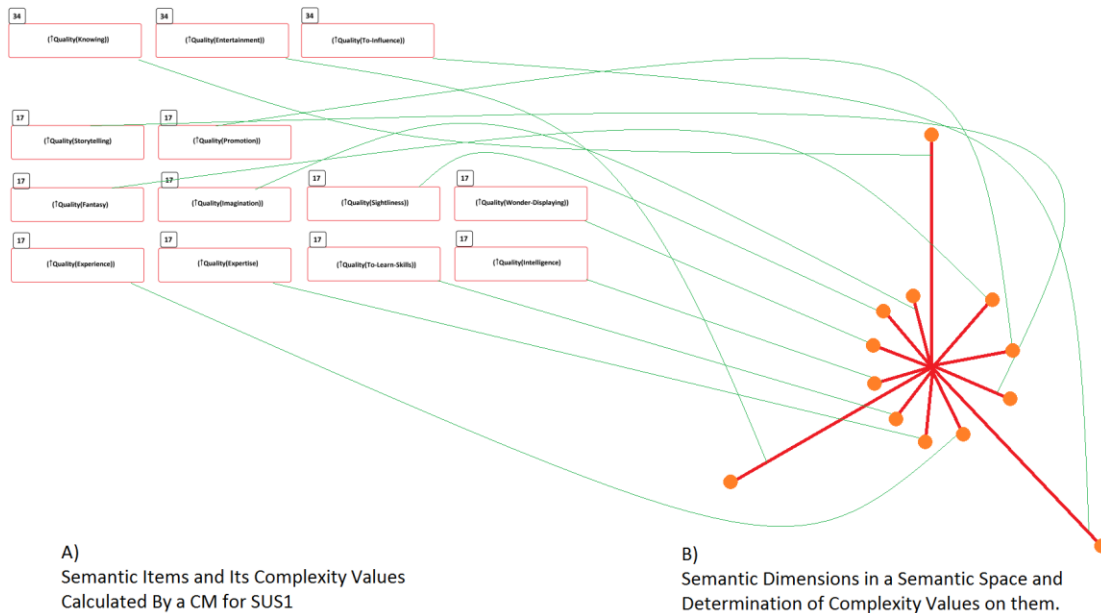 34
34
34
(↑Quality(Knowing))
(↑Quality(Entertainment))
(↑Quality(To-Influence))
17
17
(↑Quality(Storytelling)
(↑Quality(Promotion))
17
17
17
17
(↑Quality(Fantasy)
(↑Quality(Imagination))
(↑Quality(Sightliness))
(↑Quality(Wonder-Displaying))
17
17
17
17
(↑Quality(Experience))
(↑Quality(Expertise)
(↑Quality(To-Learn-Skills))
(↑Quality(Intelligence)
A)
Semantic Items and Its Complexity Values
Calculated By a CM for SUS1
B)
Semantic Dimensions in a Semantic Space and
Determination of Complexity Values on them.